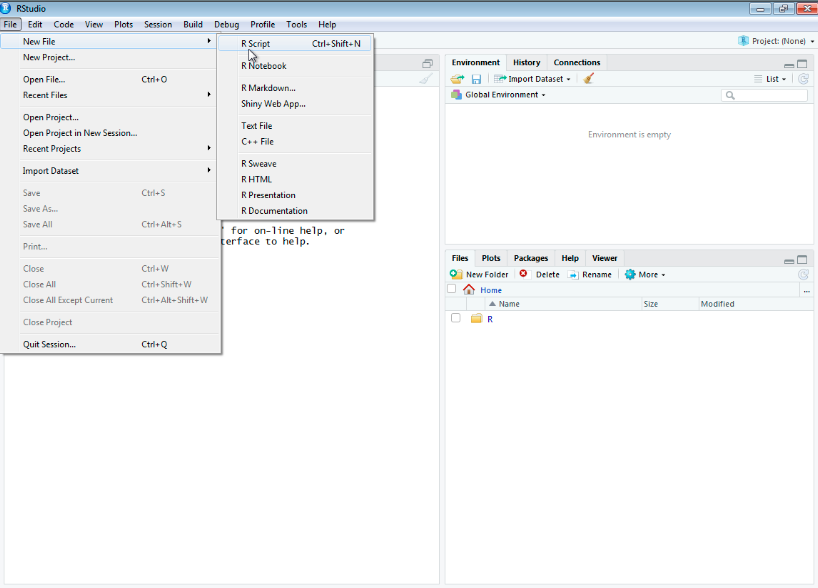 RStudio
File Edit Code View Plots Session Build Debug Profile Tools Help
Project: (None)
New File
New Project...
Open File... Ctrl+O
Recent Files
Open Project...
Open Project in New Session...
Recent Projects
Import Dataset
Save Ctrl+S
Save As...
Save All Ctrl+Alt+S
Print...
Close Ctrl+W
Close All Ctrl+Shift+W
Close All Except Current Ctrl+Alt+Shift+W
Close Project
Quit Session... Ctrl+Q
R Script Ctrl+Shift+N
R Notebook
R Markdown...
Shiny Web App...
Text File
C++ File
R Sweave
R HTML
R Presentation
R Documentation
' for on-line help, or
terface to help.
Environment History Connections
Import Dataset List
Global Environment
Environment is empty
Files Plots Packages Help Viewer
New Folder Delete Rename More
Home ...
Name Size Modified
R